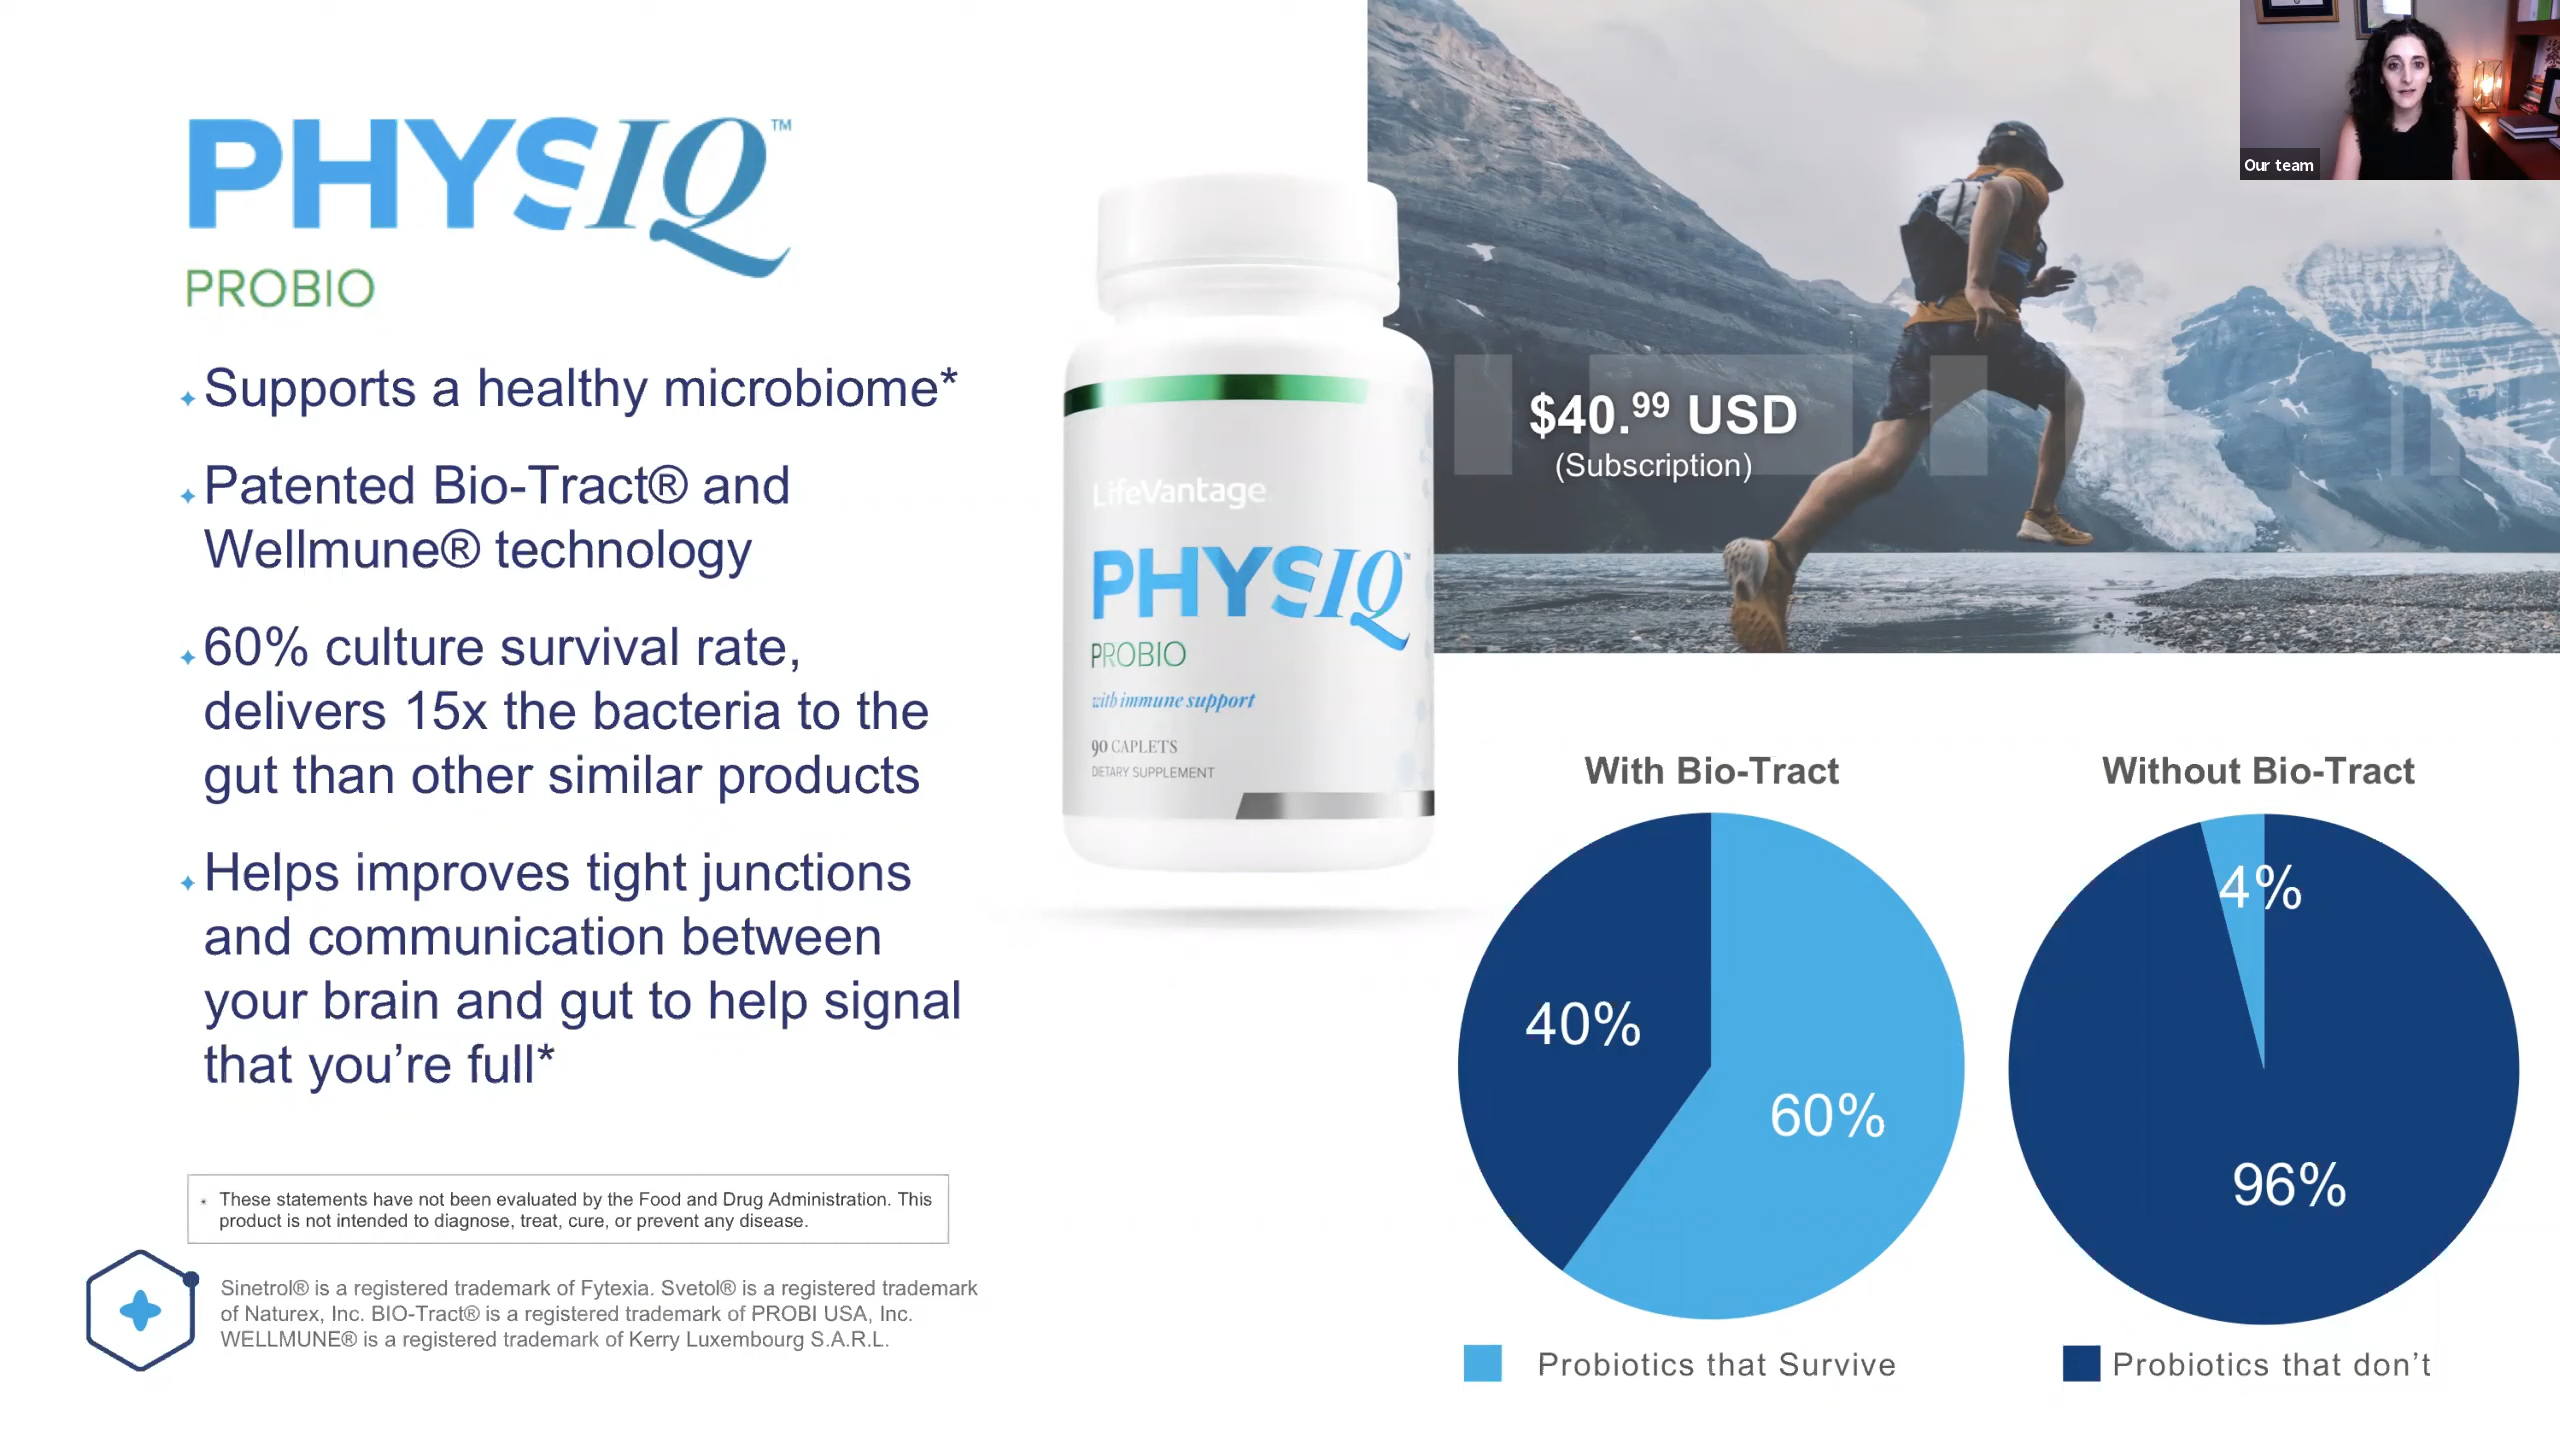 PHYSIQ™
PROBIO
Supports a healthy microbiome*
Patented Bio-Tract® and
Wellmune® technology
60% culture survival rate,
delivers 15x the bacteria to the
gut than other similar products
Helps improves tight junctions
and communication between
your brain and gut to help signal
that you’re full*
* These statements have not been evaluated by the Food and Drug Administration. This
product is not intended to diagnose, treat, cure, or prevent any disease.
Sinetrol® is a registered trademark of Fytexia. Svetol® is a registered trademark
of Naturex, Inc. BIO-Tract® is a registered trademark of PROBI USA, Inc.
WELLMUNE® is a registered trademark of Kerry Luxembourg S.A.R.L.
LifeVantage
PHYSIQ™
PROBIO
with immune support
90 CAPLETS
DIETARY SUPPLEMENT
$40.99 USD
(Subscription)
Our team
With Bio-Tract
40%
60%
Without Bio-Tract
4%
96%
Probiotics that Survive
Probiotics that don’t